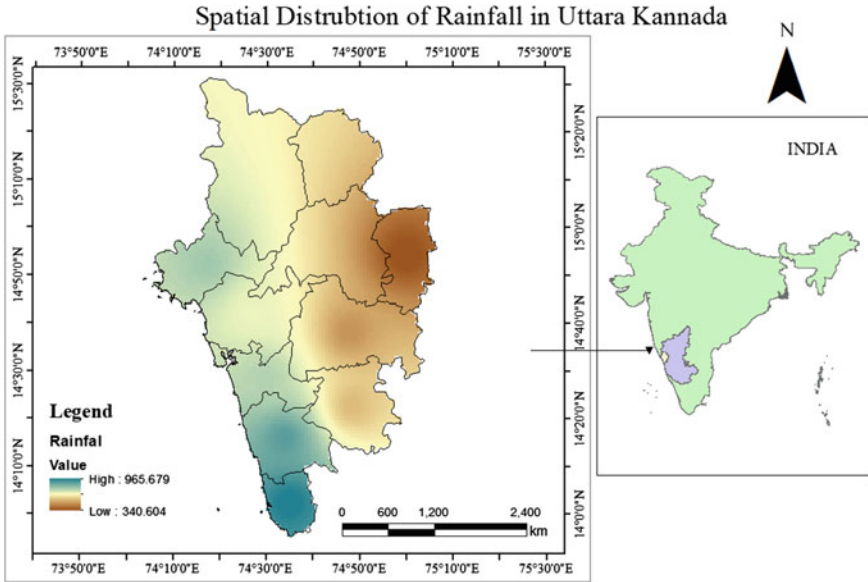 Spatial Distrubtion of Rainfall in Uttara Kannada
73°50'0"E 74°10'0"E 74°30'0"E 74°50'0"E 75°10'0"E 75°30'0"E
N
INDIA
15°30'0"N
15°10'0"N
14°50'0"N
14°30'0"N
14°10'0"N
15°20'0"N
15°0'0"N
14°40'0"N
14°20'0"N
14°0'0"N
Legend
Rainfal
Value
High : 965.679
Low : 340.604
0 600 1,200 2,400
km
73°50'0"E 74°10'0"E 74°30'0"E 74°50'0"E 75°10'0"E 75°30'0"E